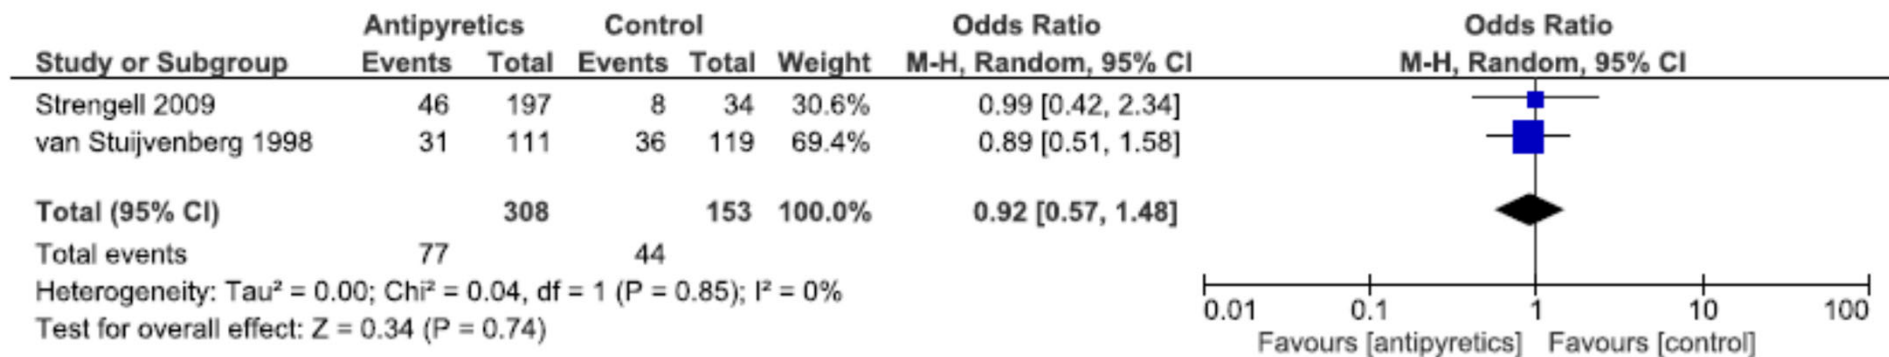 Antipyretics Control Odds Ratio Odds Ratio
Study or Subgroup Events Total Events Total Weight M-H, Random, 95% CI M-H, Random, 95% CI
Strengell 2009 46 197 8 34 30.6% 0.99 [0.42, 2.34]
van Stuijvenberg 1998 31 111 36 119 69.4% 0.89 [0.51, 1.58]
Total (95% CI) 308 153 100.0% 0.92 [0.57, 1.48]
Total events 77 44
Heterogeneity: Tau² = 0.00; Chi² = 0.04, df = 1 (P = 0.85); I² = 0%
Test for overall effect: Z = 0.34 (P = 0.74)
0.01 0.1 1 10 100
Favours [antipyretics] Favours [control]